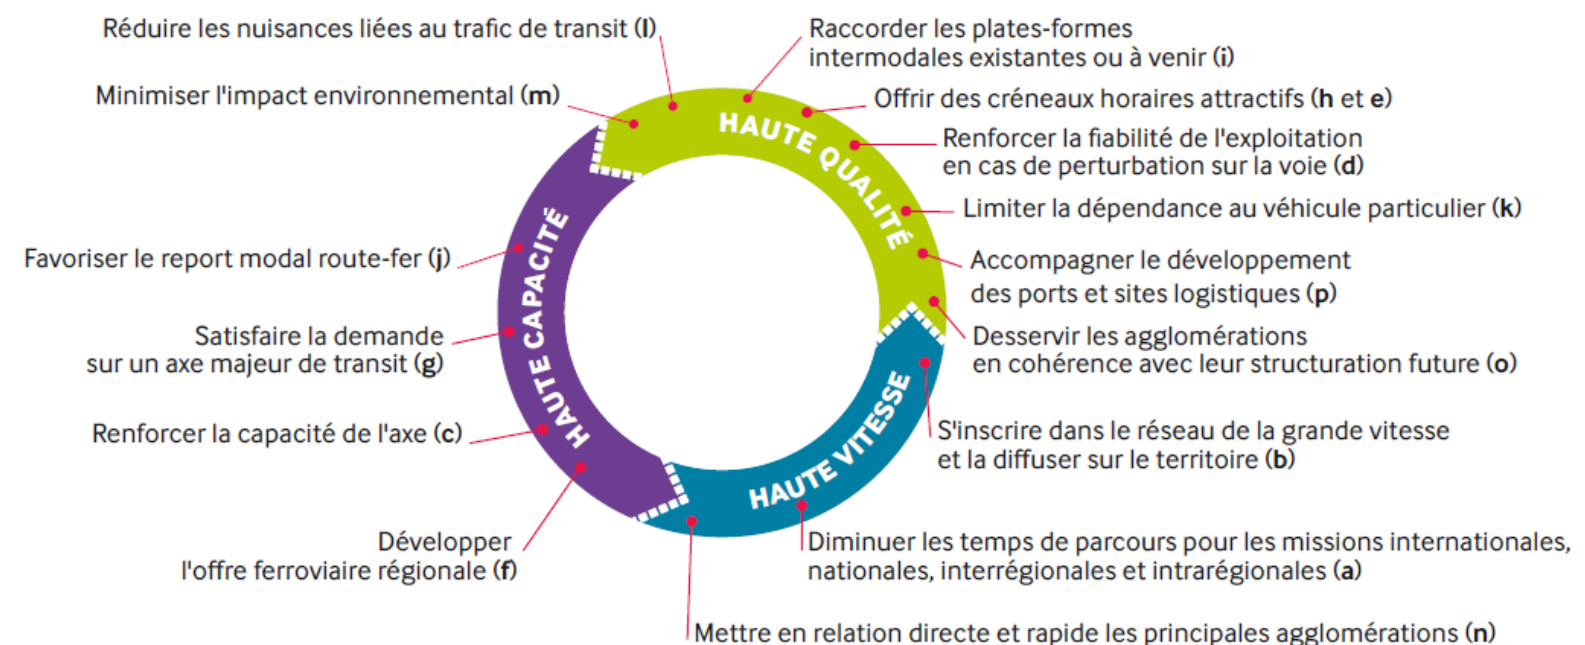 Réduire les nuisances liées au trafic de transit (l)
Raccorder les plates-formes
intermodales existantes ou à venir (i)
Minimiser l'impact environnemental (m)
Offrir des créneaux horaires attractifs (h et e)
HAUTE QUALITÉ
Renforcer la fiabilité de l'exploitation
en cas de perturbation sur la voie (d)
Limiter la dépendance au véhicule particulier (k)
Accompagner le développement
des ports et sites logistiques (p)
Desservir les agglomérations
en cohérence avec leur structuration future (o)
HAUTE VITESSE
S'inscrire dans le réseau de la grande vitesse
et la diffuser sur le territoire (b)
Diminuer les temps de parcours pour les missions internationales,
nationales, interrégionales et intrarégionales (a)
Mettre en relation directe et rapide les principales agglomérations (n)
HAUTE CAPACITÉ
Favoriser le report modal route-fer (j)
Satisfaire la demande
sur un axe majeur de transit (g)
Renforcer la capacité de l'axe (c)
Développer
l'offre ferroviaire régionale (f)